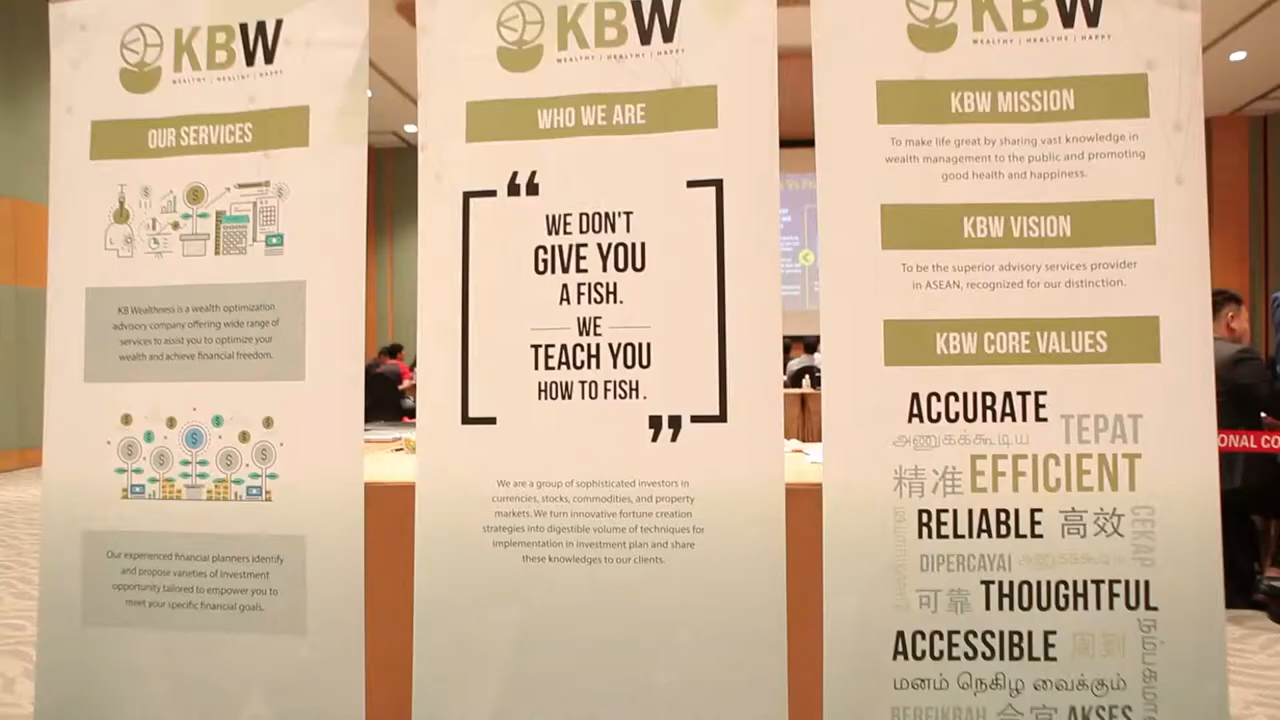 KBW
WEALTHY | HEALTHY | HAPPY
OUR SERVICES
KB Wealthness is a wealth optimization
advisory company offering wide range of
services to assist you to optimize your
wealth and achieve financial freedom.
Our experienced financial planners identify
and propose varieties of investment
opportunity tailored to empower you to
meet your specific financial goals.
KBW
WEALTHY | HEALTHY | HAPPY
WHO WE ARE
“
WE DON'T
GIVE YOU
A FISH.
WE
TEACH YOU
HOW TO FISH.
”
We are a group of sophisticated investors in
currencies, stocks, commodities, and property
markets. We turn innovative fortune creation
strategies into digestible volume of techniques for
implementation in investment plan and share
these knowledges to our clients.
KBW
WEALTHY | HEALTHY | HAPPY
KBW MISSION
To make life great by sharing vast knowledge in
wealth management to the public and promoting
good health and happiness.
KBW VISION
To be the superior advisory services provider
in ASEAN, recognized for our distinction.
KBW CORE VALUES
ACCURATE
அணுகக்கூடிய TEPAT
精准 EFFICIENT
RELIABLE 高效
CEKAP
DIPERCAYAI
可靠 THOUGHTFUL
ACCESSIBLE 周到
மனம் நெகிழ வைக்கும்
BERFIKRAH AKSES
ONAL CO